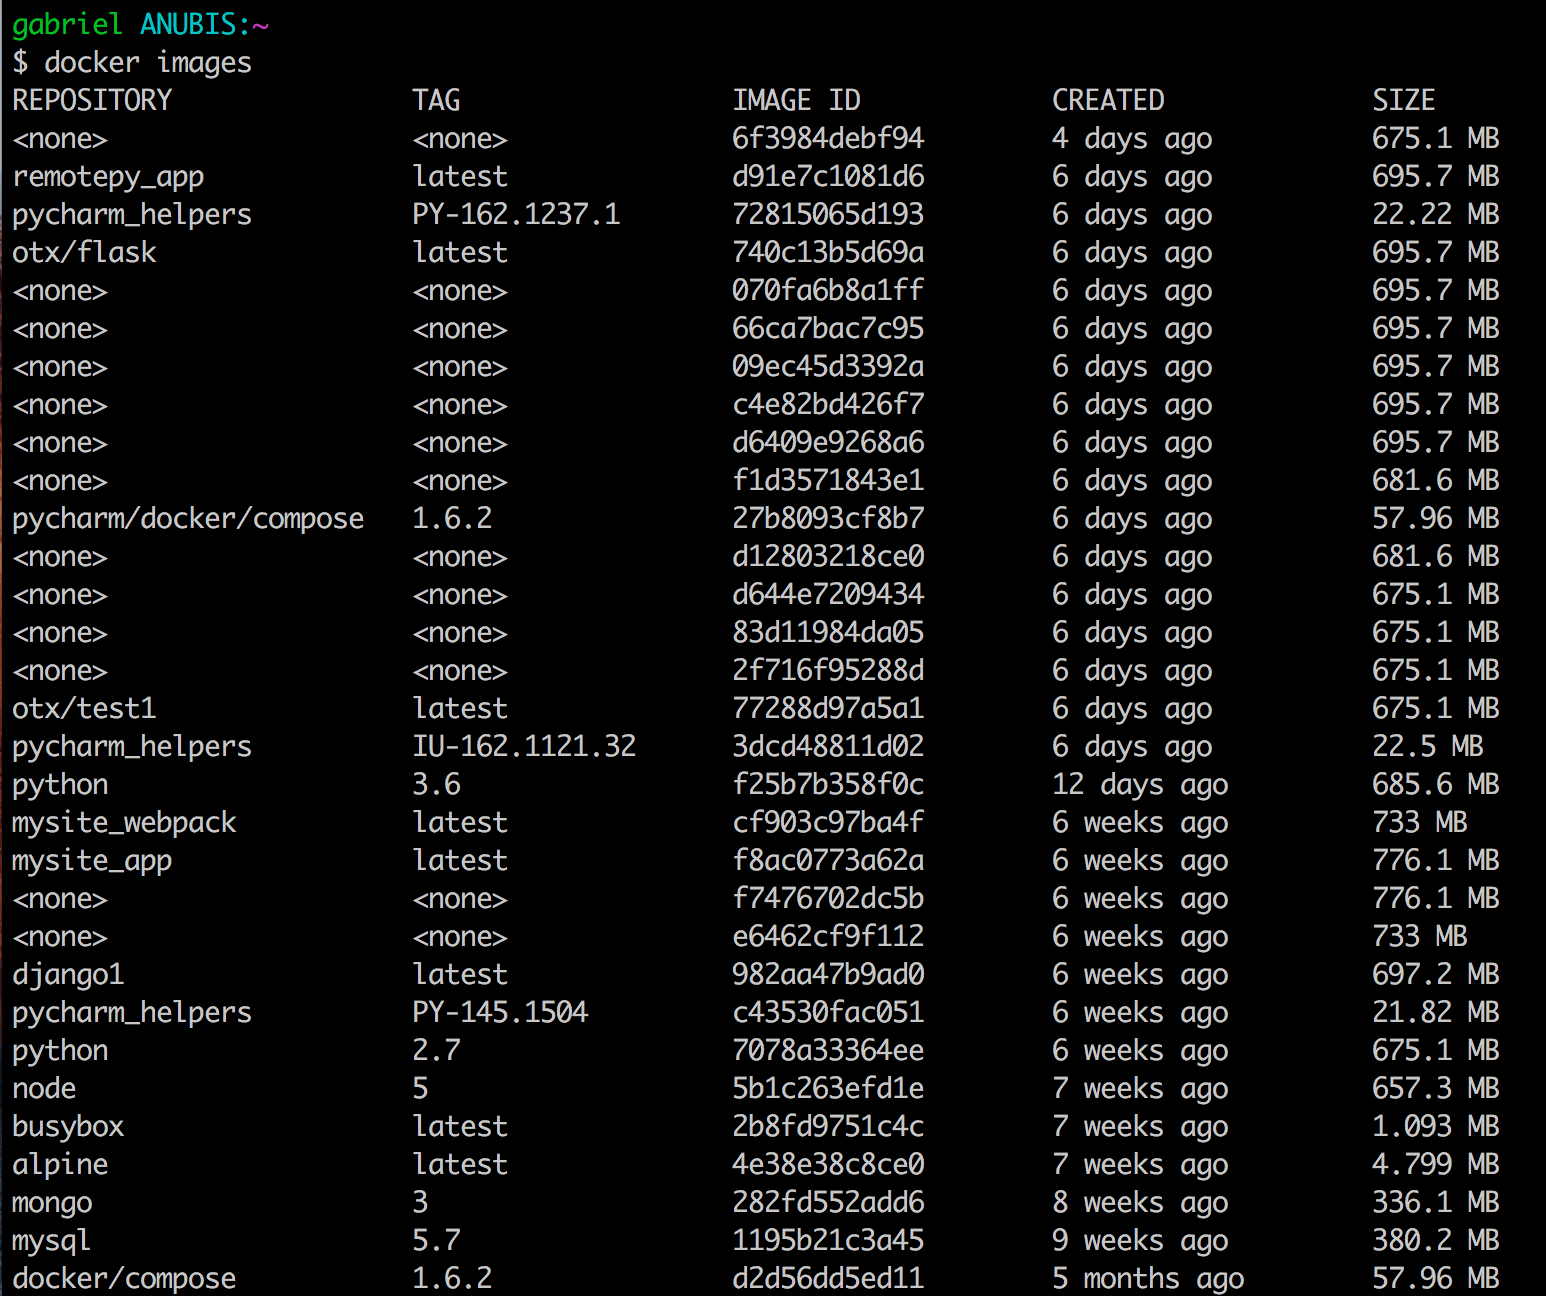 gabriel ANUBIS:~
$ docker images
REPOSITORY TAG IMAGE ID CREATED SIZE
<none> <none> 6f3984debf94 4 days ago 675.1 MB
remotepy_app latest d91e7c1081d6 6 days ago 695.7 MB
pycharm_helpers PY-162.1237.1 72815065d193 6 days ago 22.22 MB
otx/flask latest 740c13b5d69a 6 days ago 695.7 MB
<none> <none> 070fa6b8a1ff 6 days ago 695.7 MB
<none> <none> 66ca7bac7c95 6 days ago 695.7 MB
<none> <none> 09ec45d3392a 6 days ago 695.7 MB
<none> <none> c4e82bd426f7 6 days ago 695.7 MB
<none> <none> d6409e9268a6 6 days ago 695.7 MB
<none> <none> f1d3571843e1 6 days ago 681.6 MB
pycharm/docker/compose 1.6.2 27b8093cf8b7 6 days ago 57.96 MB
<none> <none> d12803218ce0 6 days ago 681.6 MB
<none> <none> d644e7209434 6 days ago 675.1 MB
<none> <none> 83d11984da05 6 days ago 675.1 MB
<none> <none> 2f716f95288d 6 days ago 675.1 MB
otx/test1 latest 77288d97a5a1 6 days ago 675.1 MB
pycharm_helpers IU-162.1121.32 3dcd48811d02 6 days ago 22.5 MB
python 3.6 f25b7b358f0c 12 days ago 685.6 MB
mysite_webpack latest cf903c97ba4f 6 weeks ago 733 MB
mysite_app latest f8ac0773a62a 6 weeks ago 776.1 MB
<none> <none> f7476702dc5b 6 weeks ago 776.1 MB
<none> <none> e6462cf9f112 6 weeks ago 733 MB
django1 latest 982aa47b9ad0 6 weeks ago 697.2 MB
pycharm_helpers PY-145.1504 c43530fac051 6 weeks ago 21.82 MB
python 2.7 7078a33364ee 6 weeks ago 675.1 MB
node 5 5b1c263efd1e 7 weeks ago 657.3 MB
busybox latest 2b8fd9751c4c 7 weeks ago 1.093 MB
alpine latest 4e38e38c8ce0 7 weeks ago 4.799 MB
mongo 3 282fd552add6 8 weeks ago 336.1 MB
mysql 5.7 1195b21c3a45 9 weeks ago 380.2 MB
docker/compose 1.6.2 d2d56dd5ed11 5 months ago 57.96 MB